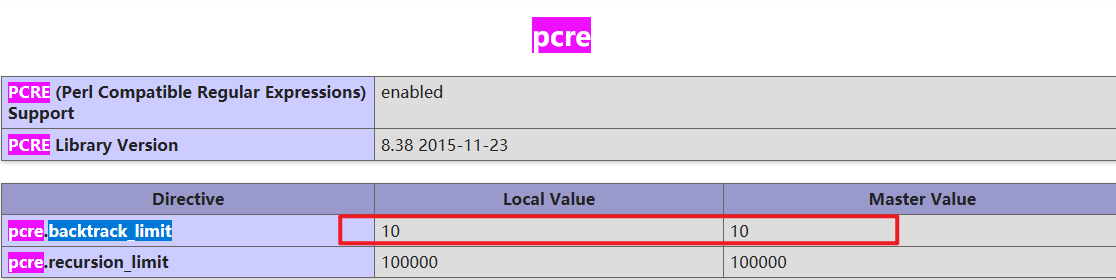 pcre
PCRE (Perl Compatible Regular Expressions) enabled
Support
PCRE Library Version 8.38 2015-11-23
Directive Local Value Master Value
pcre.backtrack_limit 10 10
pcre.recursion_limit 100000 100000